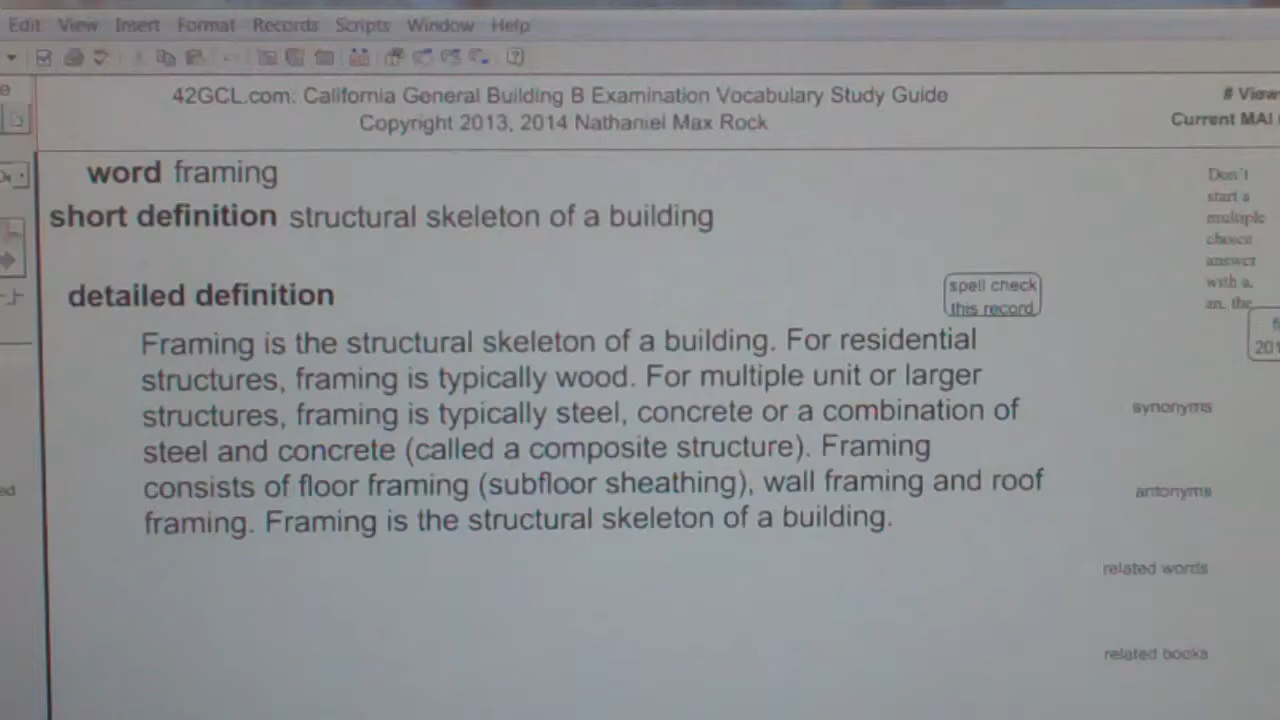 Edit View Insert Format Records Scripts Window Help
42GCL.com: California General Building B Examination Vocabulary Study Guide
Copyright 2013, 2014 Nathaniel Max Rock
# View
Current MAI
word framing
short definition structural skeleton of a building
Don't
start a
multiple
choice
answer
with a,
an, the
detailed definition
spell check
this record
201
Framing is the structural skeleton of a building. For residential
structures, framing is typically wood. For multiple unit or larger
structures, framing is typically steel, concrete or a combination of
steel and concrete (called a composite structure). Framing
consists of floor framing (subfloor sheathing), wall framing and roof
framing. Framing is the structural skeleton of a building.
synonyms
antonyms
related words
related books